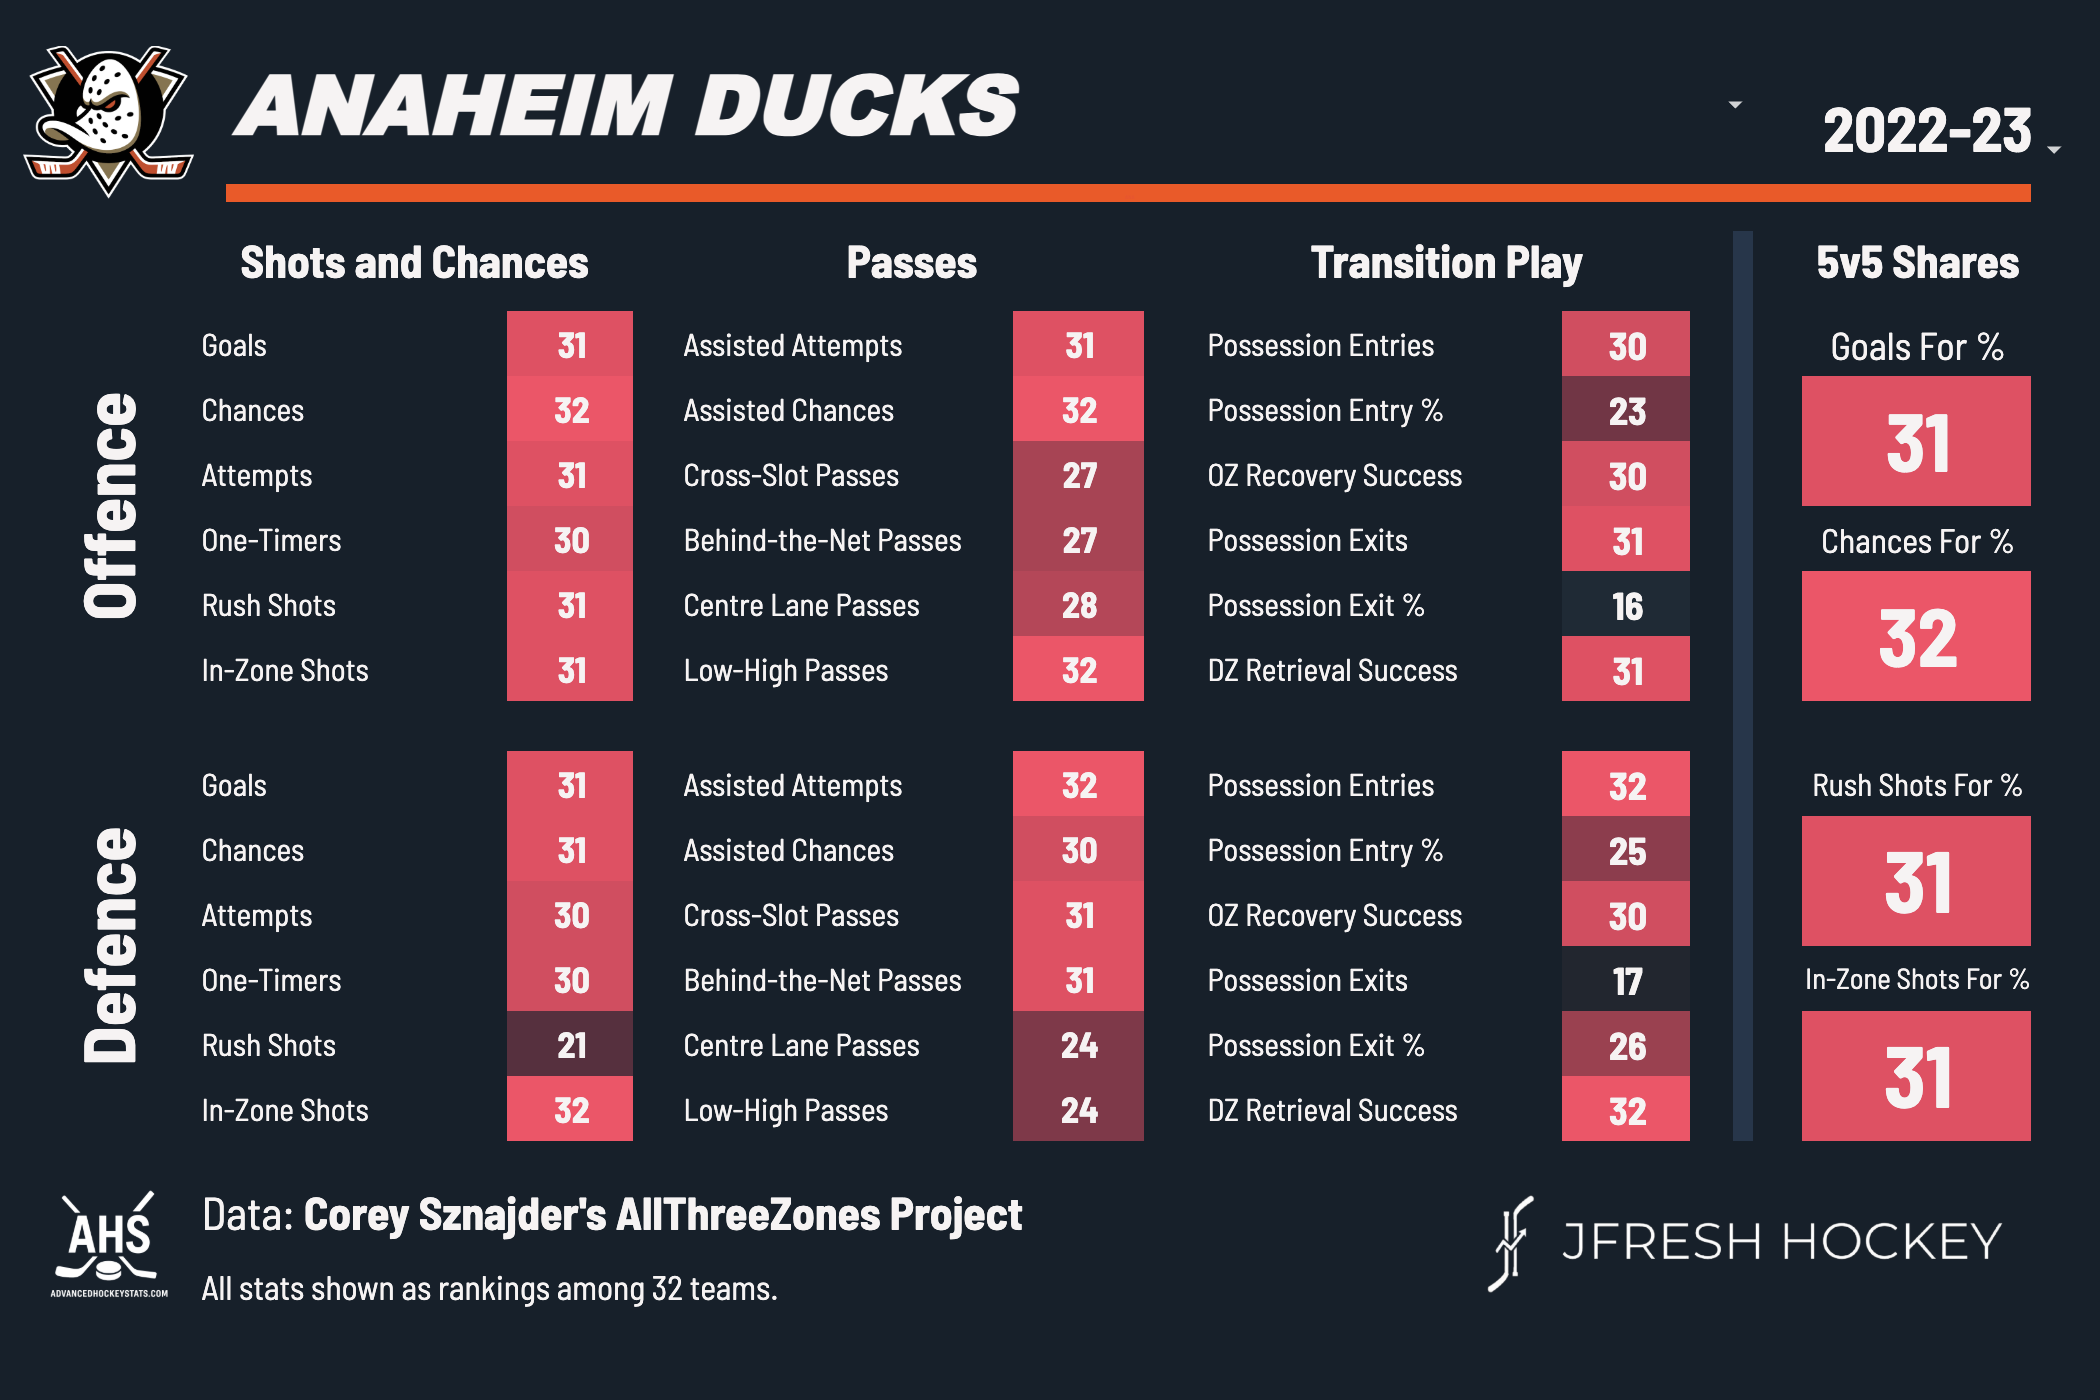 ANAHEIM DUCKS
2022-23
Shots and Chances
Passes
Transition Play
5v5 Shares
Offence
Goals 31
Chances 32
Attempts 31
One-Timers 30
Rush Shots 31
In-Zone Shots 31
Assisted Attempts 31
Assisted Chances 32
Cross-Slot Passes 27
Behind-the-Net Passes 27
Centre Lane Passes 28
Low-High Passes 32
Possession Entries 30
Possession Entry % 23
OZ Recovery Success 30
Possession Exits 31
Possession Exit % 16
DZ Retrieval Success 31
Goals For %
31
Chances For %
32
Defence
Goals 31
Chances 31
Attempts 30
One-Timers 30
Rush Shots 21
In-Zone Shots 32
Assisted Attempts 32
Assisted Chances 30
Cross-Slot Passes 31
Behind-the-Net Passes 31
Centre Lane Passes 24
Low-High Passes 24
Possession Entries 32
Possession Entry % 25
OZ Recovery Success 30
Possession Exits 17
Possession Exit % 26
DZ Retrieval Success 32
Rush Shots For %
31
In-Zone Shots For %
31
AHS
ADVANCEDHOCKEYSTATS.COM
Data: Corey Sznajder's AllThreeZones Project
All stats shown as rankings among 32 teams.
JFRESH HOCKEY